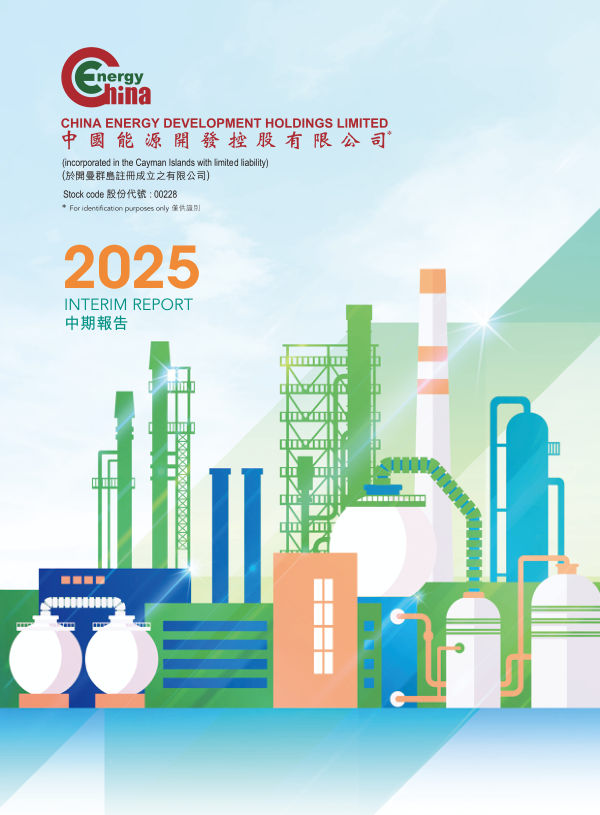 Energy
China
CHINA ENERGY DEVELOPMENT HOLDINGS LIMITED
中國能源開發控股有限公司*
(incorporated in the Cayman Islands with limited liability)
(於開曼群島註冊成立之有限公司)
Stock code 股份代號 : 00228
* For identification purposes only 僅供識別
2025
INTERIM REPORT
中期報告